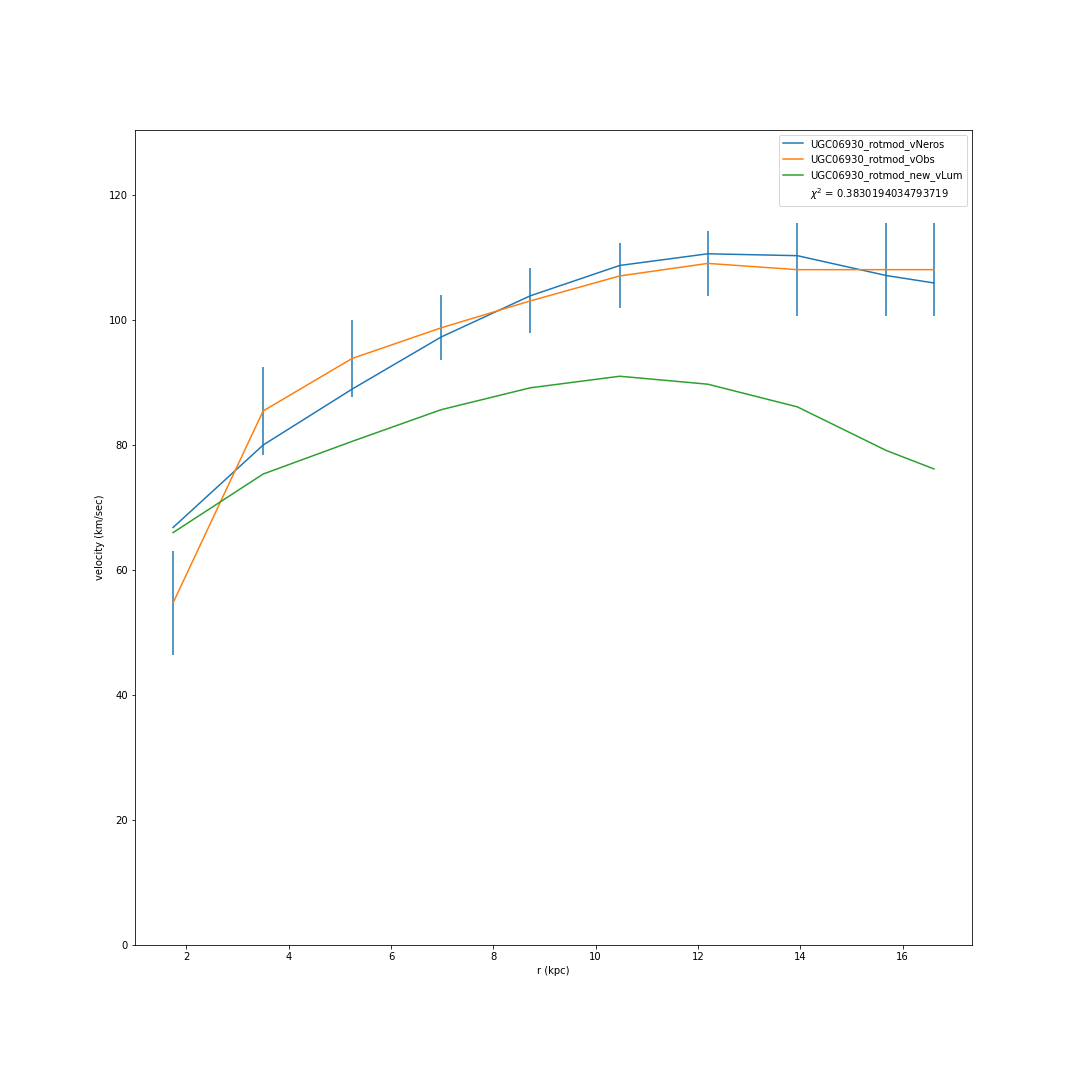 UGC06930_rotmod_vNeros
UGC06930_rotmod_vObs
UGC06930_rotmod_new_vLum
χ² = 0.3830194034793719
120
100
80
60
40
20
0
velocity (km/sec)
2 4 6 8 10 12 14 16
r (kpc)